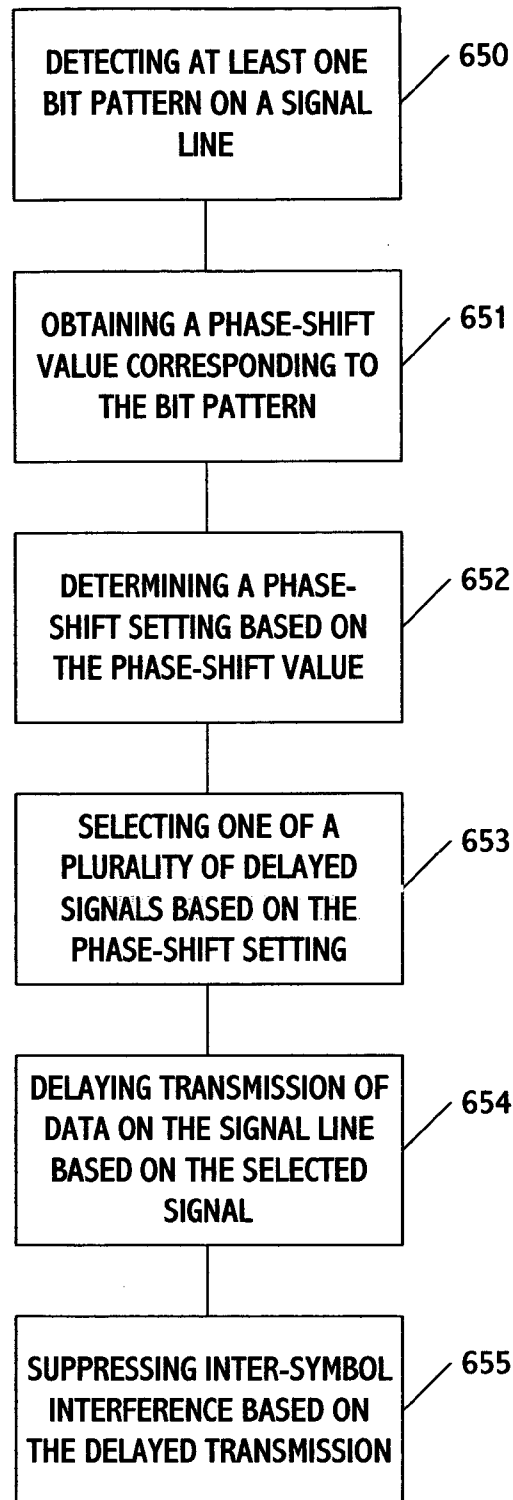 DETECTING AT LEAST ONE
BIT PATTERN ON A SIGNAL
LINE
650
OBTAINING A PHASE-SHIFT
VALUE CORRESPONDING TO
THE BIT PATTERN
651
DETERMINING A PHASE-
SHIFT SETTING BASED ON
THE PHASE-SHIFT VALUE
652
SELECTING ONE OF A
PLURALITY OF DELAYED
SIGNALS BASED ON THE
PHASE-SHIFT SETTING
653
DELAYING TRANSMISSION OF
DATA ON THE SIGNAL LINE
BASED ON THE SELECTED
SIGNAL
654
SUPPRESSING INTER-SYMBOL
INTERFERENCE BASED ON
THE DELAYED TRANSMISSION
655